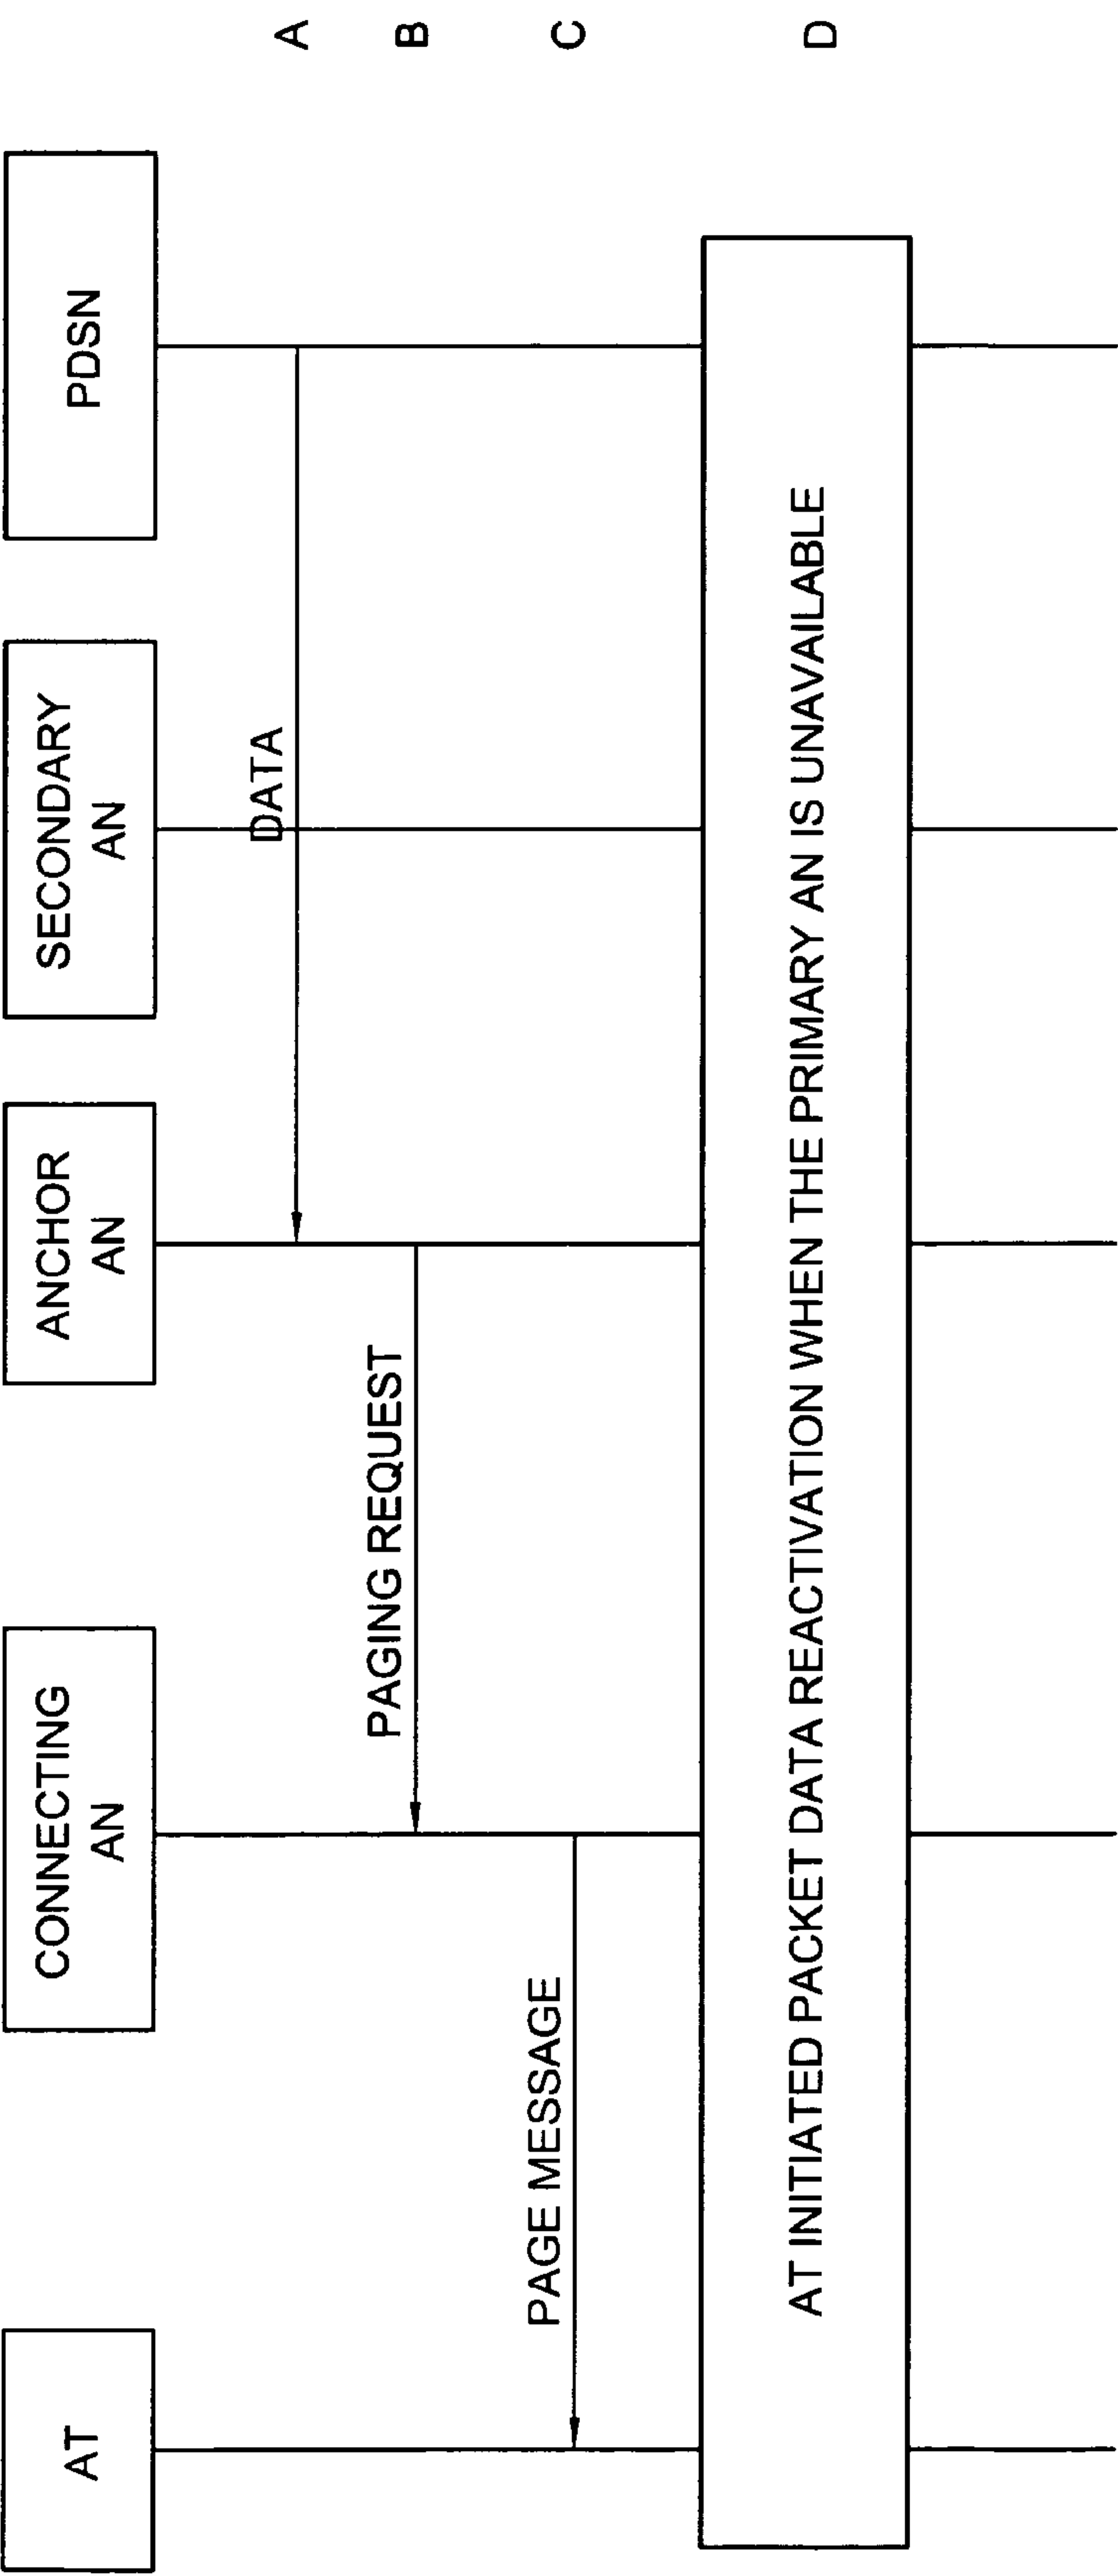 AT
CONNECTING
AN
ANCHOR
AN
SECONDARY
AN
PDSN
DATA
A
PAGING REQUEST
B
PAGE MESSAGE
C
AT INITIATED PACKET DATA REACTIVATION WHEN THE PRIMARY AN IS UNAVAILABLE
D